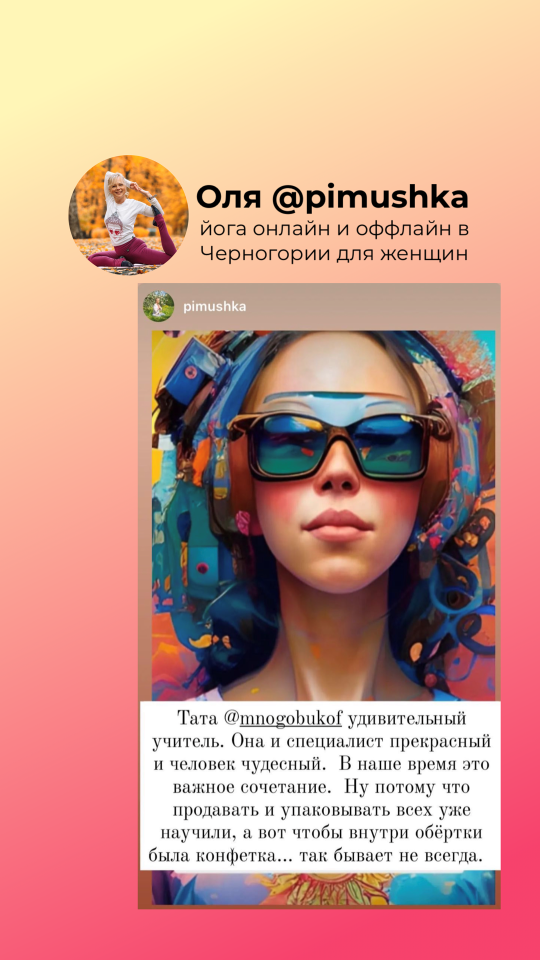 Оля @pimushka
йога онлайн и оффлайн в
Черногории для женщин
pimushka
Тата @mnogobukof удивительный
учитель. Она и специалист прекрасный
и человек чудесный. В наше время это
важное сочетание. Ну потому что
продавать и упаковывать всех уже
научили, а вот чтобы внутри обёртки
была конфетка... так бывает не всегда.